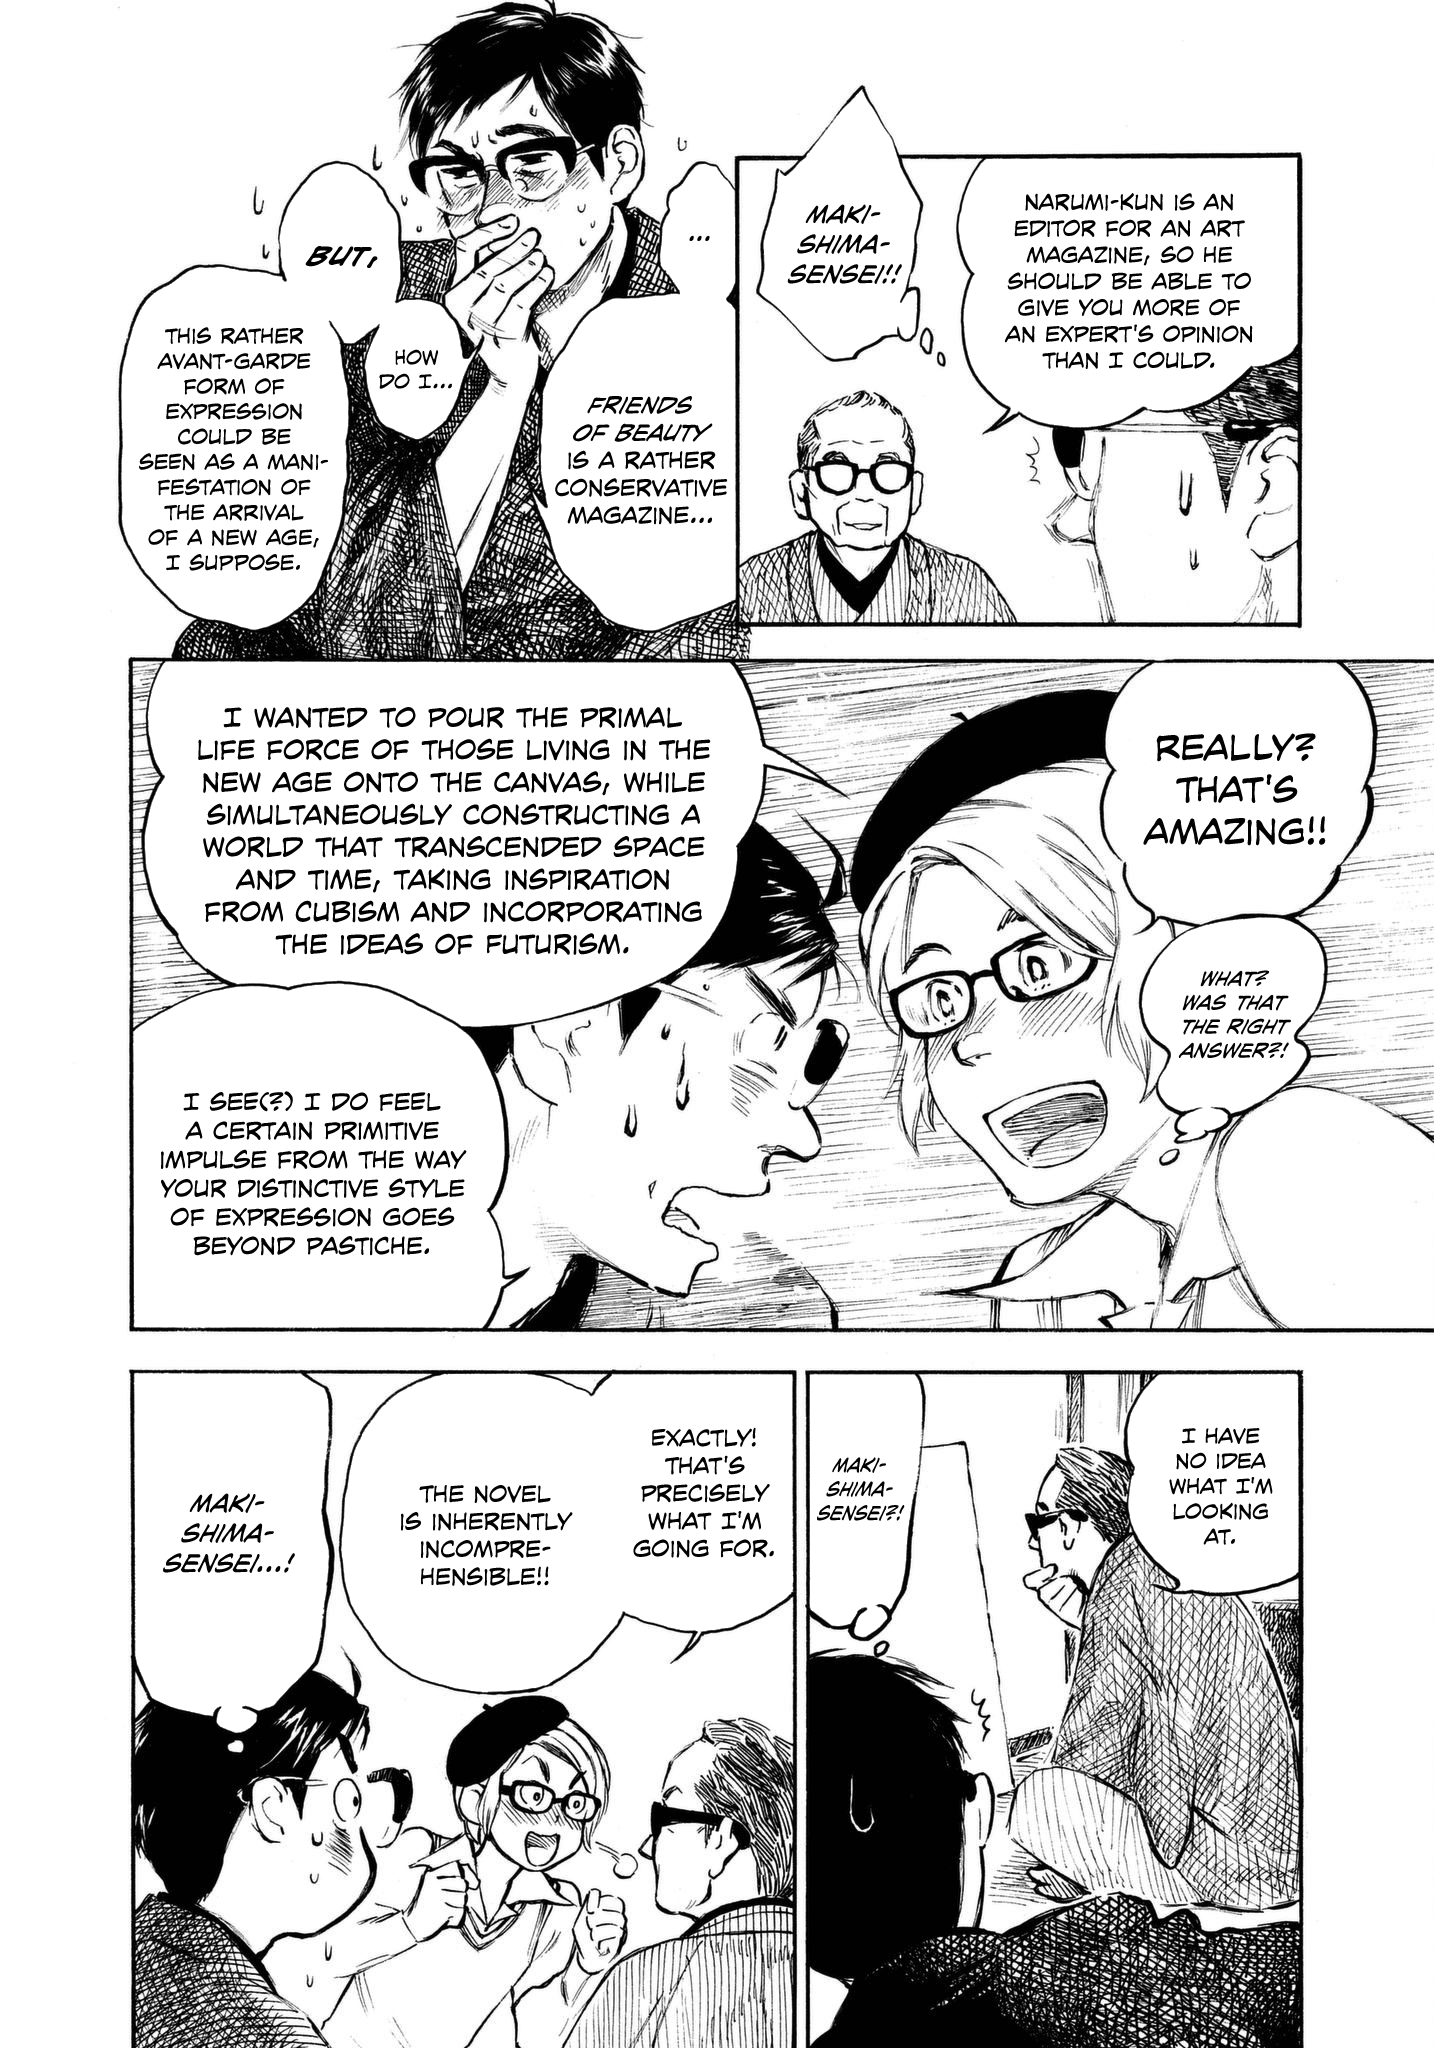 NARUMI-KUN IS AN
EDITOR FOR AN ART
MAGAZINE, SO HE
SHOULD BE ABLE TO
GIVE YOU MORE OF
AN EXPERT'S OPINION
THAN I COULD.
MAKI-
SHIMA-
SENSEI!!
...
FRIENDS
OF BEAUTY
IS A RATHER
CONSERVATIVE
MAGAZINE...
HOW
DO I...
BUT,
THIS RATHER
AVANT-GARDE
FORM OF
EXPRESSION
COULD BE
SEEN AS A MANI-
FESTATION OF
THE ARRIVAL
OF A NEW AGE,
I SUPPOSE.
REALLY?
THAT'S
AMAZING!!
WHAT?
WAS THAT
THE RIGHT
ANSWER?!
I WANTED TO POUR THE PRIMAL
LIFE FORCE OF THOSE LIVING IN THE
NEW AGE ONTO THE CANVAS, WHILE
SIMULTANEOUSLY CONSTRUCTING A
WORLD THAT TRANSCENDED SPACE
AND TIME, TAKING INSPIRATION
FROM CUBISM AND INCORPORATING
THE IDEAS OF FUTURISM.
I SEE(?) I DO FEEL
A CERTAIN PRIMITIVE
IMPULSE FROM THE WAY
YOUR DISTINCTIVE STYLE
OF EXPRESSION GOES
BEYOND PASTICHE.
I HAVE
NO IDEA
WHAT I'M
LOOKING
AT.
MAKI-
SHIMA-
SENSEI?!
EXACTLY!
THAT'S
PRECISELY
WHAT I'M
GOING FOR.
THE NOVEL
IS INHERENTLY
INCOMPRE-
HENSIBLE!!
MAKI-
SHIMA-
SENSEI...!